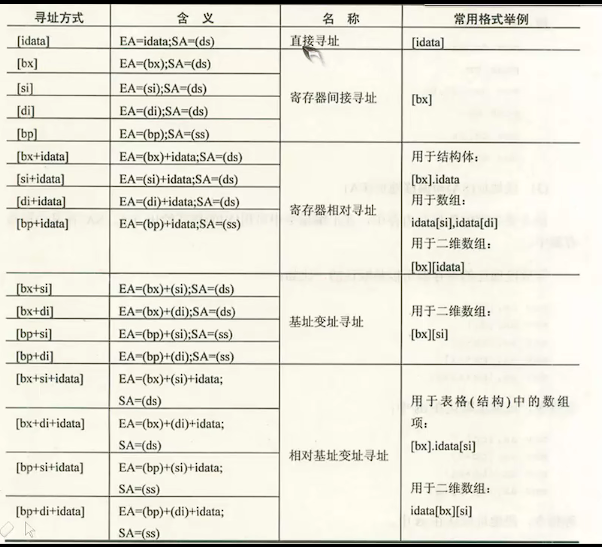 寻址方式 含 义 名 称 常用格式举例
[idata] EA=idata;SA=(ds) 直接寻址 [idata]
[bx] EA=(bx);SA=(ds)
[si] EA=(si);SA=(ds)
[di] EA=(di);SA=(ds)
[bp] EA=(bp);SA=(ss)
寄存器间接寻址 [bx]
[bx+idata] EA=(bx)+idata;SA=(ds)
[si+idata] EA=(si)+idata;SA=(ds)
[di+idata] EA=(di)+idata;SA=(ds)
[bp+idata] EA=(bp)+idata;SA=(ss)
寄存器相对寻址
用于结构体：
[bx].idata
用于数组：
idata[si],idata[di]
用于二维数组：
[bx][idata]
[bx+si] EA=(bx)+(si);SA=(ds)
[bx+di] EA=(bx)+(di);SA=(ds)
[bp+si] EA=(bp)+(si);SA=(ss)
[bp+di] EA=(bp)+(di);SA=(ss)
基址变址寻址
用于二维数组：
[bx][si]
[bx+si+idata] EA=(bx)+(si)+idata;
SA=(ds)
[bx+di+idata] EA=(bx)+(di)+idata;
SA=(ds)
[bp+si+idata] EA=(bp)+(si)+idata;
SA=(ss)
[bp+di+idata] EA=(bp)+(di)+idata;
SA=(ss)
相对基址变址寻址
用于表格(结构)中的数组
项：
[bx].idata[si]
用于二维数组：
idata[bx][si]